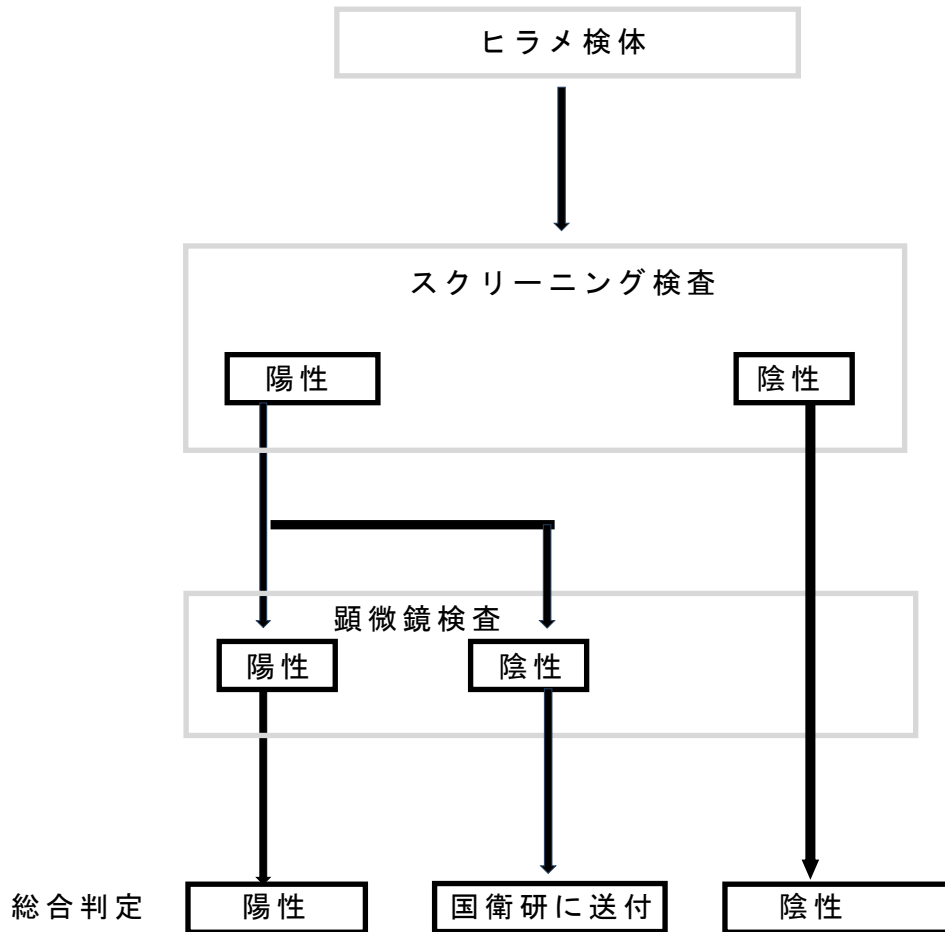 ヒラメ検体
スクリーニング検査
陽性
陰性
顕微鏡検査
陽性
陰性
総合判定
陽性
国衛研に送付
陰性